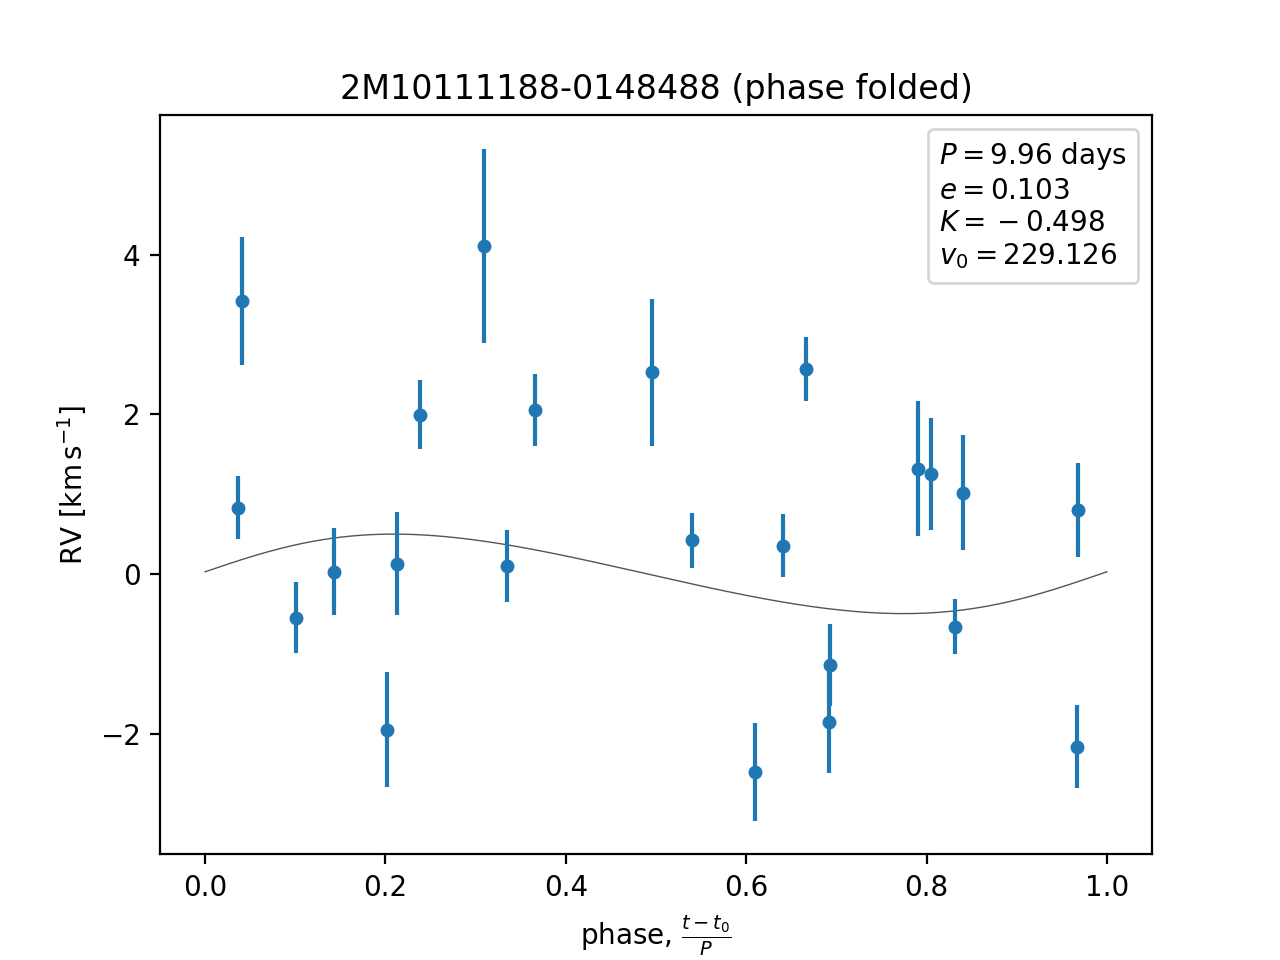 2M10111188-0148488 (phase folded)
P = 9.96 days
e = 0.103
K = −0.498
v₀ = 229.126
RV [km s⁻¹]
4
2
0
−2
0.0 0.2 0.4 0.6 0.8 1.0
phase, (t − t₀)/P